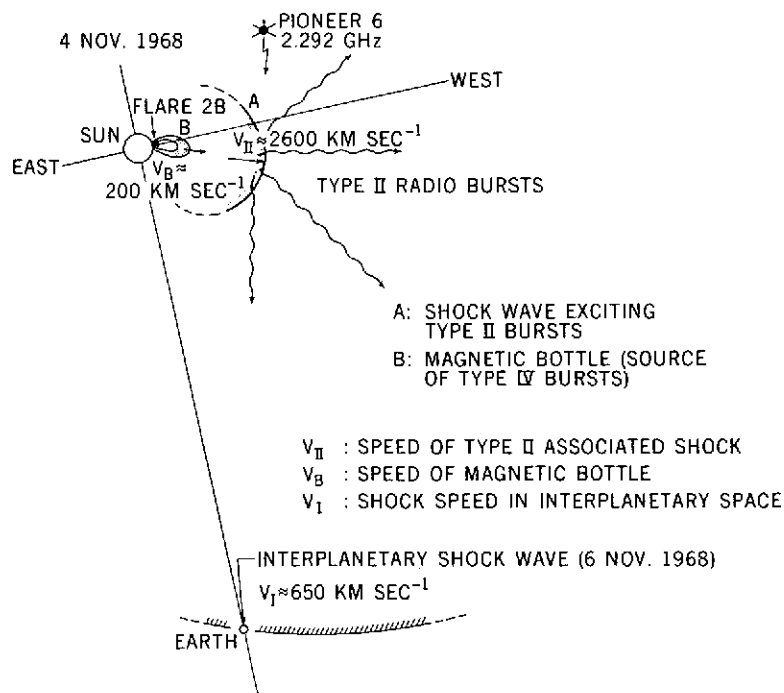 PIONEER 6
2.292 GHz
4 NOV. 1968
WEST
FLARE 2B
A
SUN
B
V_II≈2600 KM SEC⁻¹
EAST
V_B≈
200 KM SEC⁻¹
TYPE II RADIO BURSTS
A: SHOCK WAVE EXCITING
TYPE II BURSTS
B: MAGNETIC BOTTLE (SOURCE
OF TYPE IV BURSTS)
V_II : SPEED OF TYPE II ASSOCIATED SHOCK
V_B : SPEED OF MAGNETIC BOTTLE
V_I : SHOCK SPEED IN INTERPLANETARY SPACE
INTERPLANETARY SHOCK WAVE (6 NOV. 1968)
V_I≈650 KM SEC⁻¹
EARTH